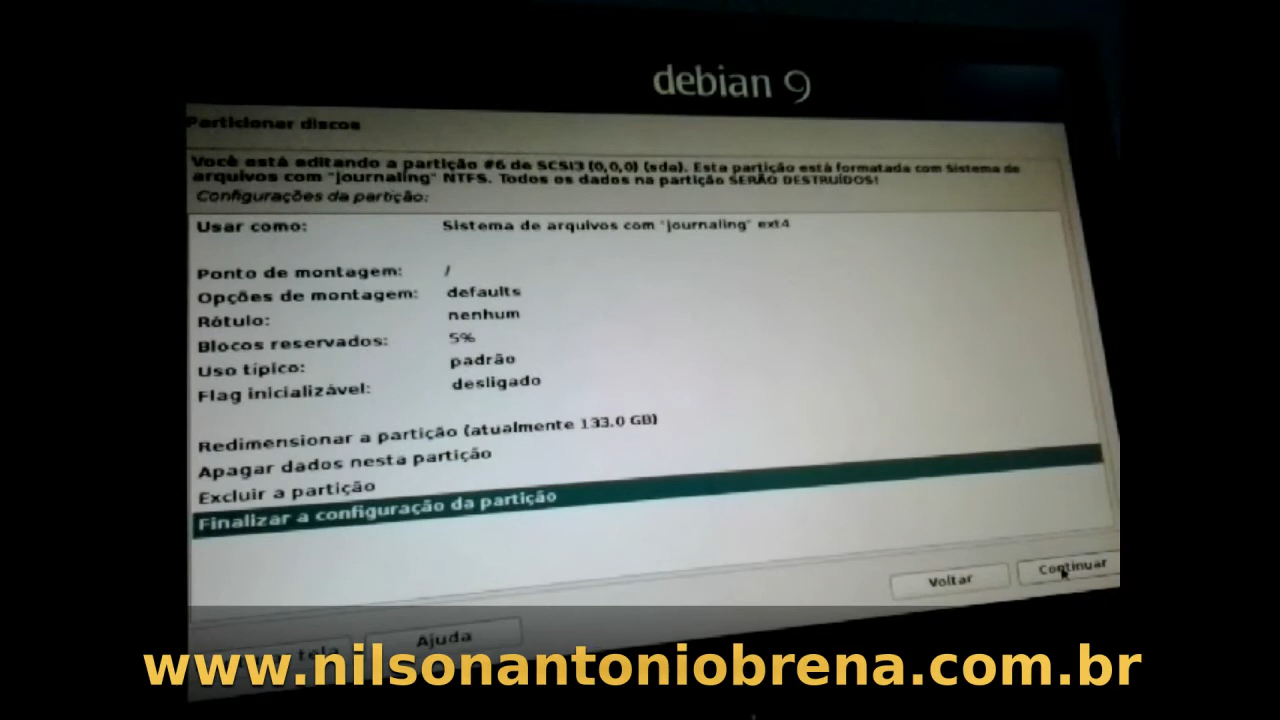 debian 9
Particionar discos
Você está editando a partição #6 de SCSI3 (0,0,0) (sda). Esta partição está formatada com Sistema de
arquivos com "journaling" NTFS. Todos os dados na partição SERÃO DESTRUÍDOS!
Configurações da partição:
Usar como: Sistema de arquivos com "journaling" ext4
Ponto de montagem: /
Opções de montagem: defaults
Rótulo: nenhum
Blocos reservados: 5%
Uso típico: padrão
Flag inicializável: desligado
Redimensionar a partição (atualmente 133.0 GB)
Apagar dados nesta partição
Excluir a partição
Finalizar a configuração da partição
Voltar Continuar
tela Ajuda
www.nilsonantoniobrena.com.br